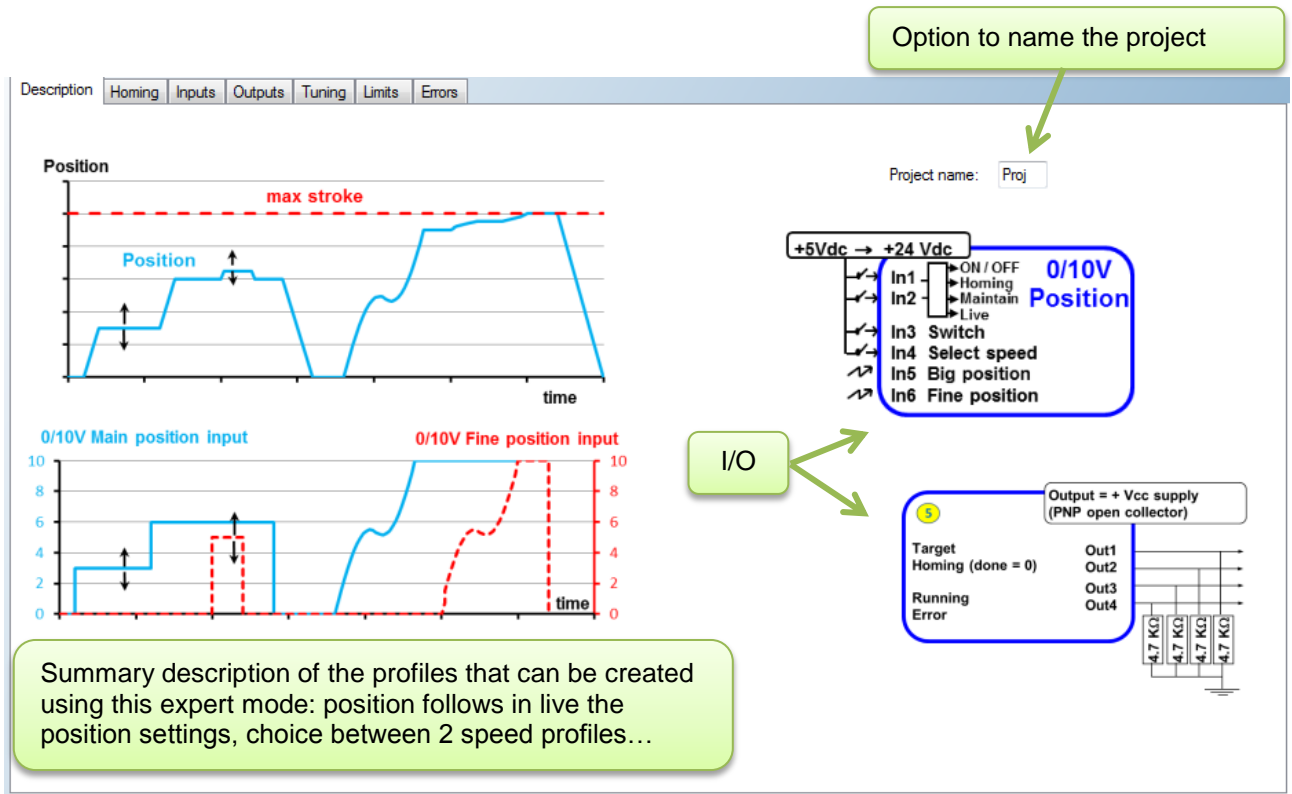 Option to name the project
Description Homing Inputs Outputs Tuning Limits Errors
Project name: Proj
Position
max stroke
Position
time
+5Vdc → +24 Vdc
In1
In2
ON / OFF
Homing
Maintain
Live
0/10V
Position
In3 Switch
In4 Select speed
In5 Big position
In6 Fine position
0/10V Main position input
0/10V Fine position input
10
8
6
4
2
0
10
8
6
4
2
0
time
I/O
5
Output = + Vcc supply
(PNP open collector)
Target Out1
Homing (done = 0) Out2
Running Out3
Error Out4
4.7 KΩ
4.7 KΩ
4.7 KΩ
4.7 KΩ
Summary description of the profiles that can be created
using this expert mode: position follows in live the
position settings, choice between 2 speed profiles…